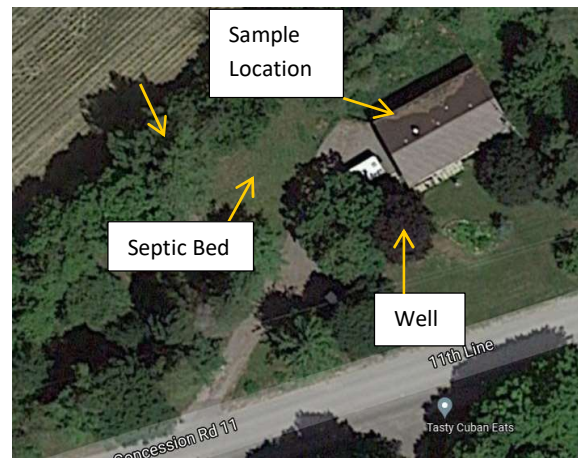 Sample
Location
Septic Bed
Well
11th Line
Concession Rd 11
Tasty Cuban Eats